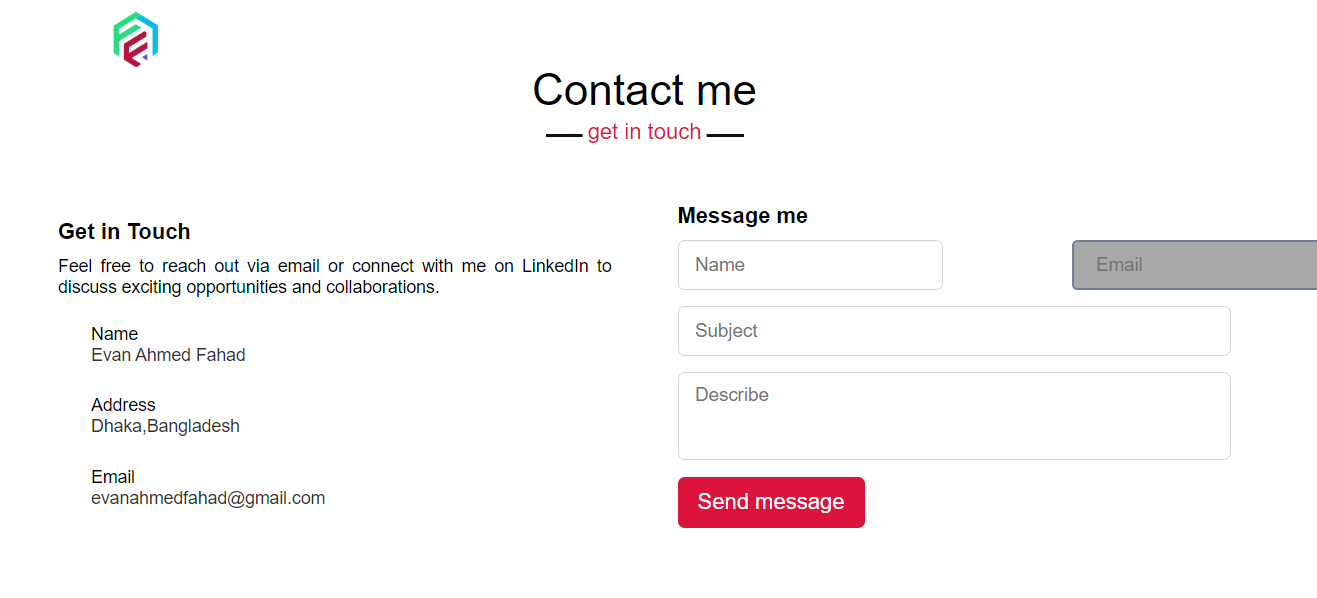 Contact me
get in touch
Get in Touch
Feel free to reach out via email or connect with me on LinkedIn to
discuss exciting opportunities and collaborations.
Name
Evan Ahmed Fahad
Address
Dhaka,Bangladesh
Email
evanahmedfahad@gmail.com
Message me
Name
Email
Subject
Describe
Send message